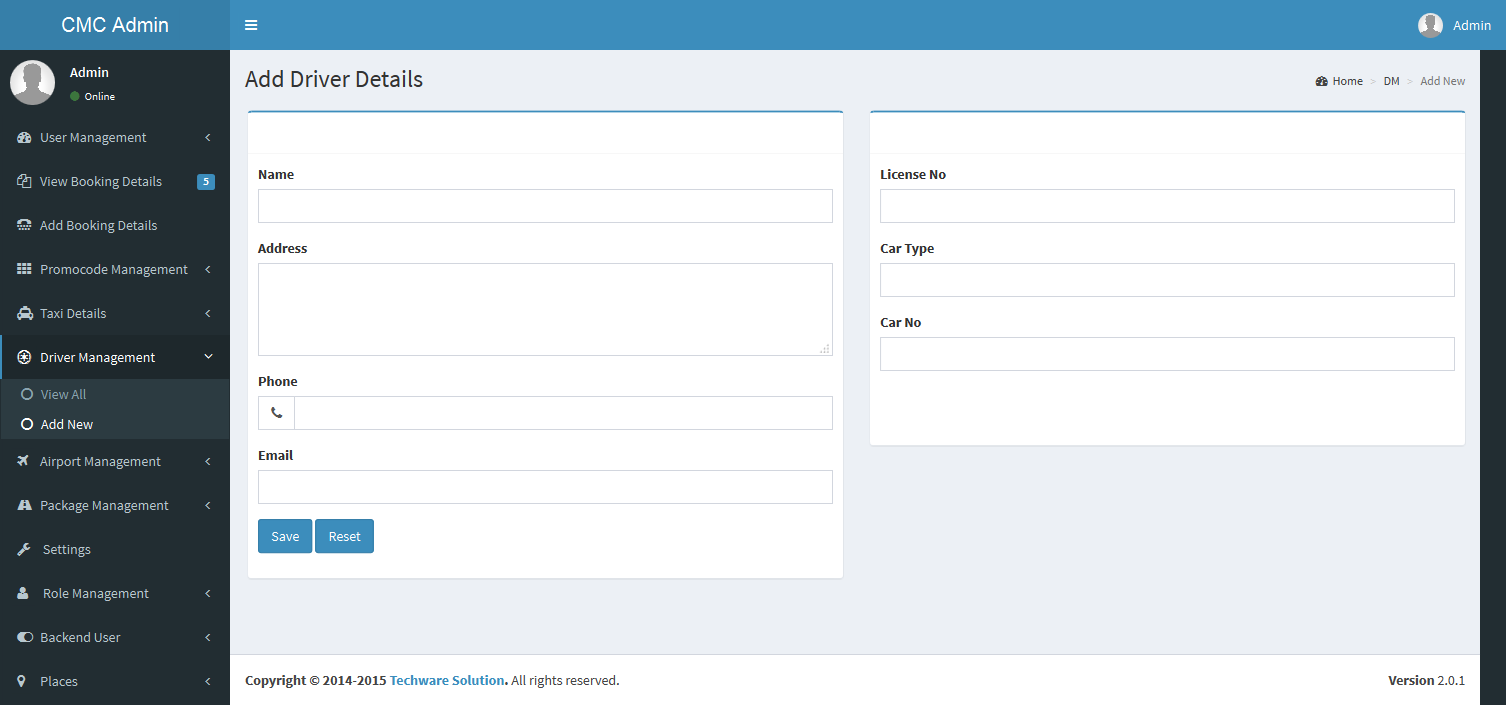 CMC Admin
Admin
Admin
Online
User Management
View Booking Details 5
Add Booking Details
Promocode Management
Taxi Details
Driver Management
View All
Add New
Airport Management
Package Management
Settings
Role Management
Backend User
Places
Add Driver Details
Home > DM > Add New
Name
Address
Phone
Email
Save Reset
License No
Car Type
Car No
Copyright © 2014-2015 Techware Solution. All rights reserved.
Version 2.0.1